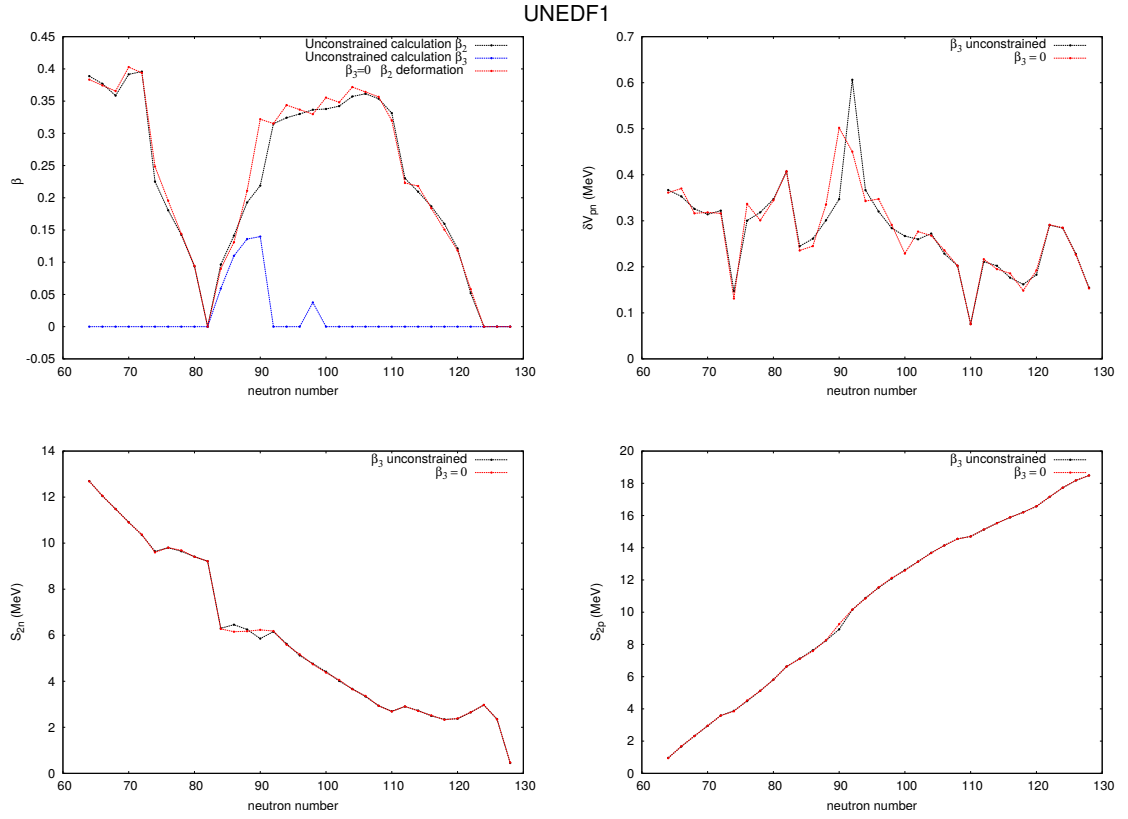 UNEDF1
Unconstrained calculation β₂
Unconstrained calculation β₃
β₃=0 β₂ deformation
0.45
0.4
0.35
0.3
0.25
0.2
0.15
0.1
0.05
0
-0.05
β
60 70 80 90 100 110 120 130
neutron number
β₃ unconstrained
β₃ = 0
0.7
0.6
0.5
0.4
0.3
0.2
0.1
0
δVpn (MeV)
60 70 80 90 100 110 120 130
neutron number
β₃ unconstrained
β₃ = 0
14
12
10
8
6
4
2
0
S₂n (MeV)
60 70 80 90 100 110 120 130
neutron number
β₃ unconstrained
β₃ = 0
20
18
16
14
12
10
8
6
4
2
0
S₂p (MeV)
60 70 80 90 100 110 120 130
neutron number